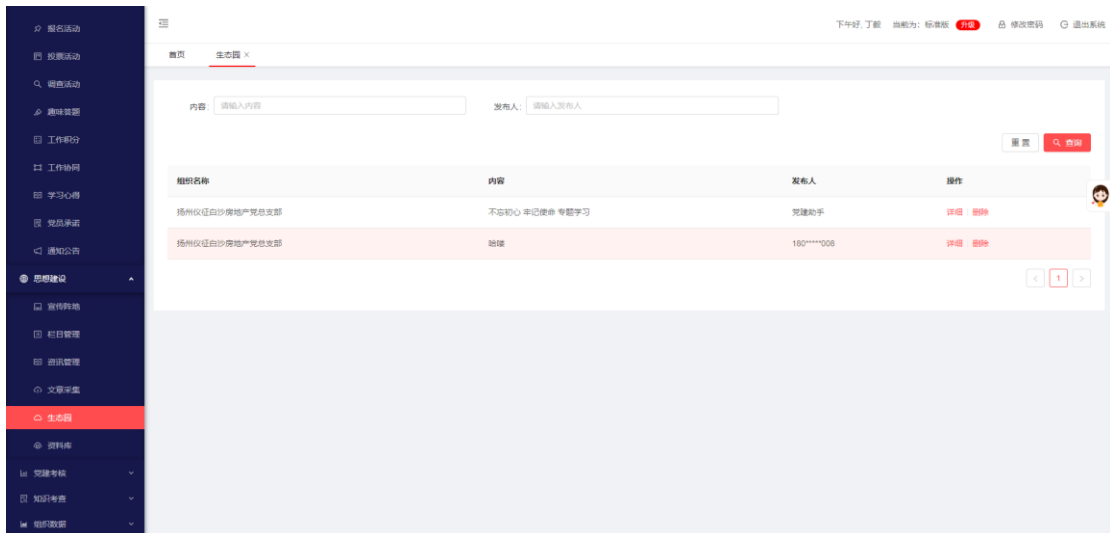 报名活动
投票活动
调查活动
趣味答题
工作积分
工作协同
学习心得
党员承诺
通知公告
思想建设
宣传阵地
栏目管理
资讯管理
文章采集
生态园
资料库
党建考核
知识考查
组织数据
下午好, 丁毅 当前为: 标准版 升级 修改密码 退出系统
首页 生态园 ×
内容: 请输入内容 发布人: 请输入发布人
重置 查询
组织名称 内容 发布人 操作
扬州仪征白沙房地产党总支部 不忘初心 牢记使命 专题学习 党建助手 详细 删除
扬州仪征白沙房地产党总支部 哈喽 180*****008 详细 删除
< 1 >